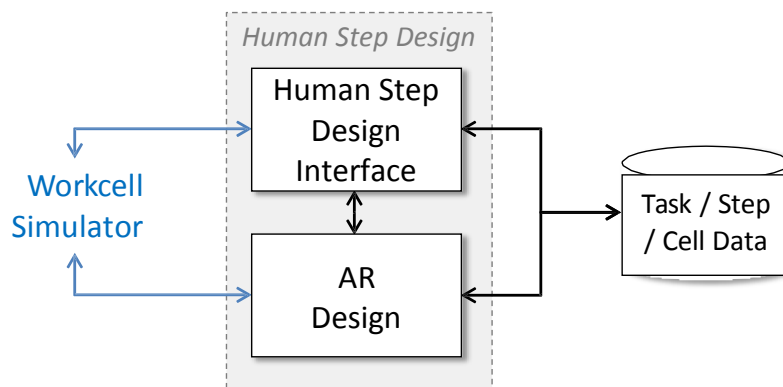 Human Step Design
Human Step
Design
Interface
Workcell
Simulator
Task / Step
/ Cell Data
AR
Design